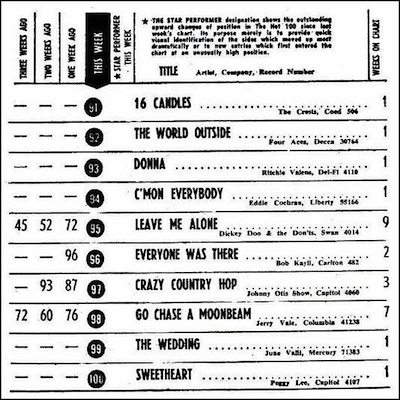 THREE WEEKS AGO
TWO WEEKS AGO
ONE WEEK AGO
THIS WEEK
★ STAR PERFORMER THIS WEEK
★ THE STAR PERFORMER designation shows the outstanding
upward changes of position in The Hot 100 since last
week's chart. Its purpose merely is to provide quick
visual identification of the sides which moved up most
dramatically or to new entries which first entered the
chart at an unusually high position.
TITLE Artist, Company, Record Number
WEEKS ON CHART
— — — 91 16 CANDLES 1
The Crests, Coed 506
— — — 92 THE WORLD OUTSIDE 1
Four Aces, Decca 30764
— — — 93 DONNA 1
Ritchie Valens, Del-Fi 4110
— — — 94 C'MON EVERYBODY 1
Eddie Cochran, Liberty 55166
45 52 72 95 LEAVE ME ALONE 9
Dickey Doo & the Don'ts, Swan 4014
— — 96 96 EVERYONE WAS THERE 2
Bob Kayli, Carlton 482
— 93 87 97 CRAZY COUNTRY HOP 3
Johnny Otis Show, Capitol 4060
72 60 76 98 GO CHASE A MOONBEAM 7
Jerry Vale, Columbia 41238
— — — 99 THE WEDDING 1
June Valli, Mercury 71383
— — — 100 SWEETHEART 1
Peggy Lee, Capitol 4107